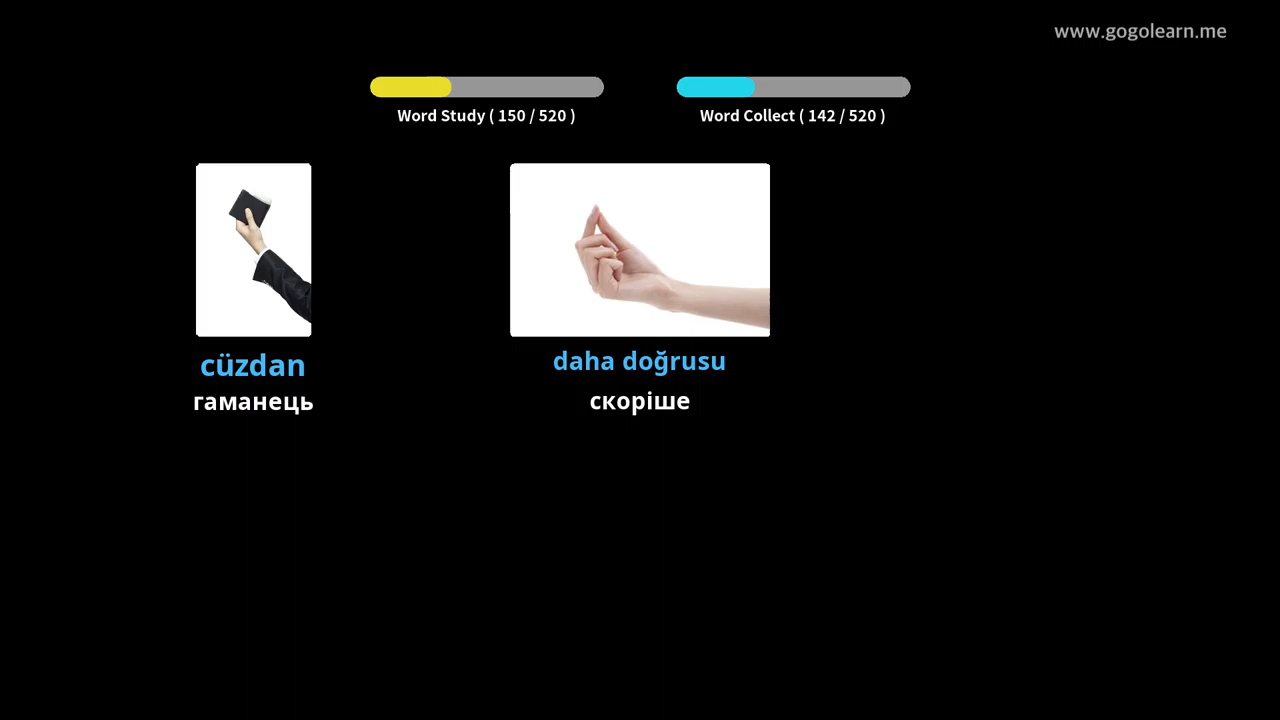 www.gogolearn.me
Word Study ( 150 / 520 )
Word Collect ( 142 / 520 )
cüzdan
гаманець
daha doğrusu
скоріше